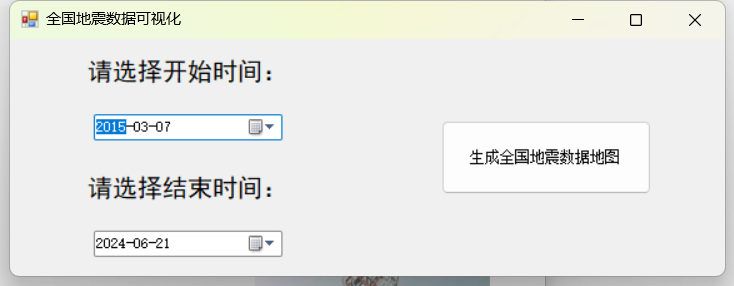 全国地震数据可视化
请选择开始时间：
2015-03-07
生成全国地震数据地图
请选择结束时间：
2024-06-21